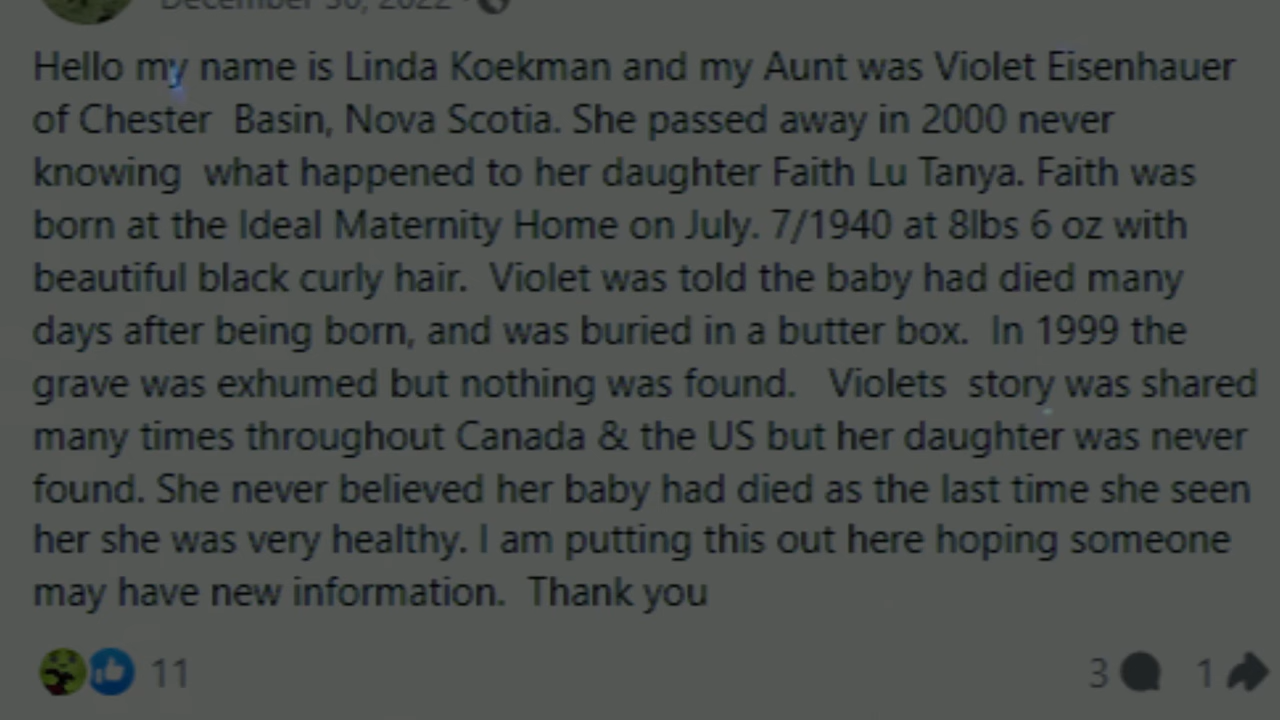 December 30, 2022
Hello my name is Linda Koekman and my Aunt was Violet Eisenhauer
of Chester  Basin, Nova Scotia. She passed away in 2000 never
knowing  what happened to her daughter Faith Lu Tanya. Faith was
born at the Ideal Maternity Home on July. 7/1940 at 8lbs 6 oz with
beautiful black curly hair.  Violet was told the baby had died many
days after being born, and was buried in a butter box.  In 1999 the
grave was exhumed but nothing was found.   Violets  story was shared
many times throughout Canada & the US but her daughter was never
found. She never believed her baby had died as the last time she seen
her she was very healthy. I am putting this out here hoping someone
may have new information.  Thank you
11 3 1